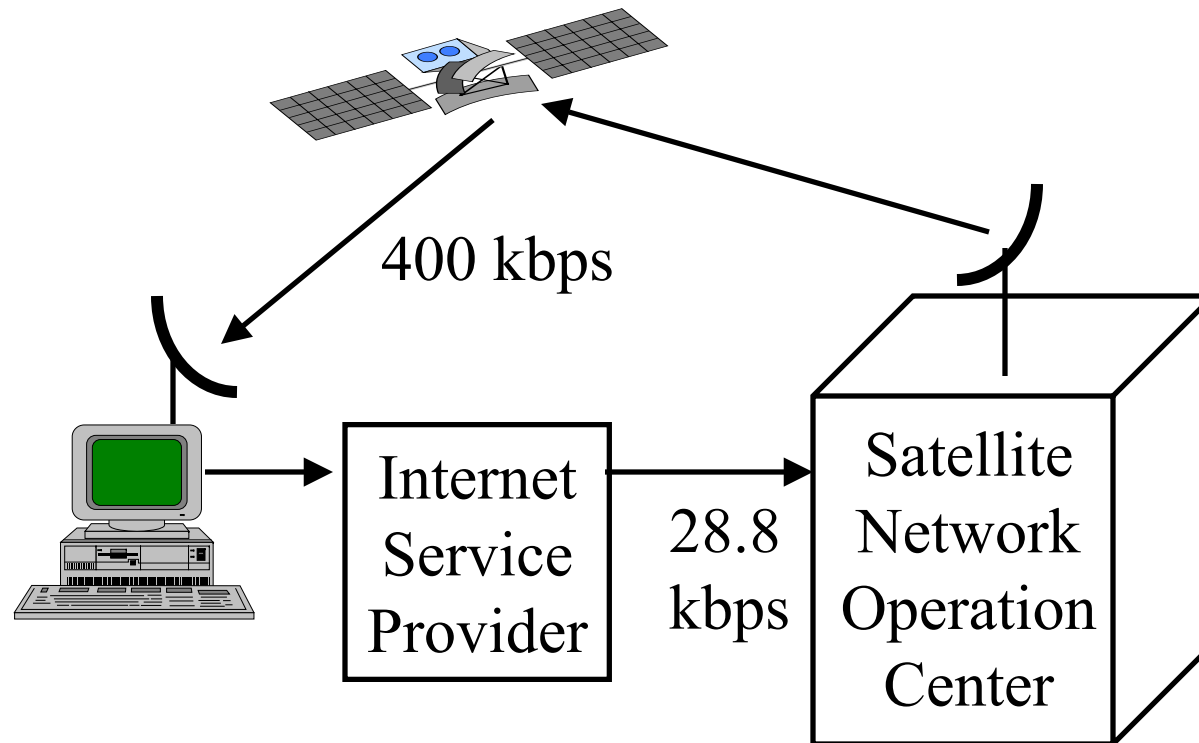 400 kbps
Internet
Service
Provider
28.8
kbps
Satellite
Network
Operation
Center